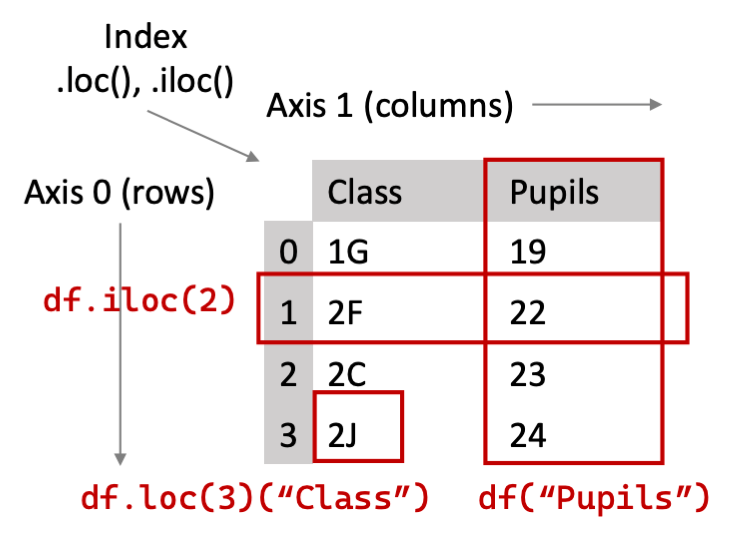 Index
.loc(), .iloc()
Axis 1 (columns)
Axis 0 (rows)
Class Pupils
0 1G 19
df.iloc(2)
1 2F 22
2 2C 23
3 2J 24
df.loc(3)(“Class”) df(“Pupils”)